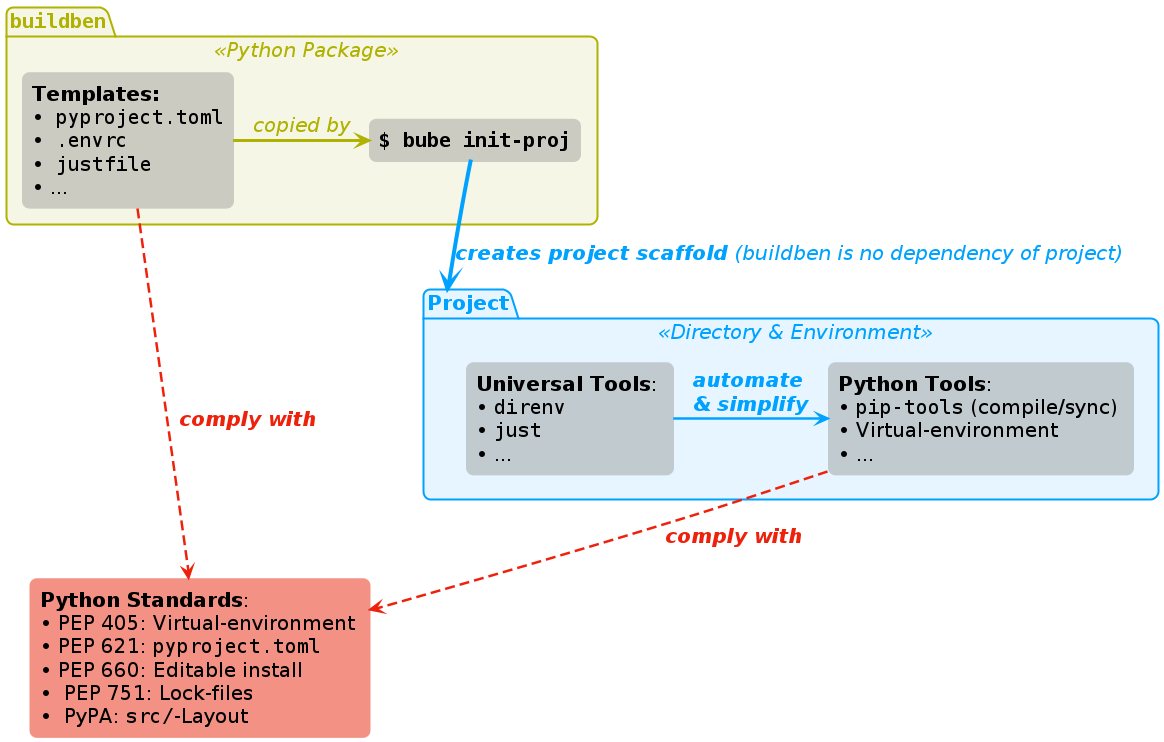 buildben
«Python Package»
Templates:
• pyproject.toml
• .envrc
• justfile
• ...
copied by
$ bube init-proj
creates project scaffold (buildben is no dependency of project)
Project
«Directory & Environment»
Universal Tools:
• direnv
• just
• ...
automate
& simplify
Python Tools:
• pip-tools (compile/sync)
• Virtual-environment
• ...
comply with
comply with
Python Standards:
• PEP 405: Virtual-environment
• PEP 621: pyproject.toml
• PEP 660: Editable install
• PEP 751: Lock-files
• PyPA: src/-Layout